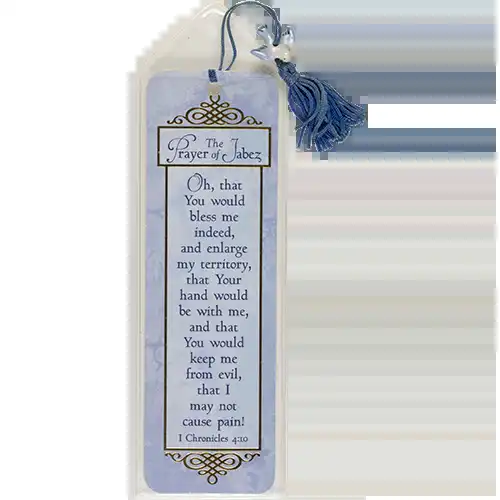 The
Prayer of Jabez
Oh, that
You would
bless me
indeed,
and enlarge
my territory,
that Your
hand would
be with me,
and that
You would
keep me
from evil,
that I
may not
cause pain!
1 Chronicles 4:10